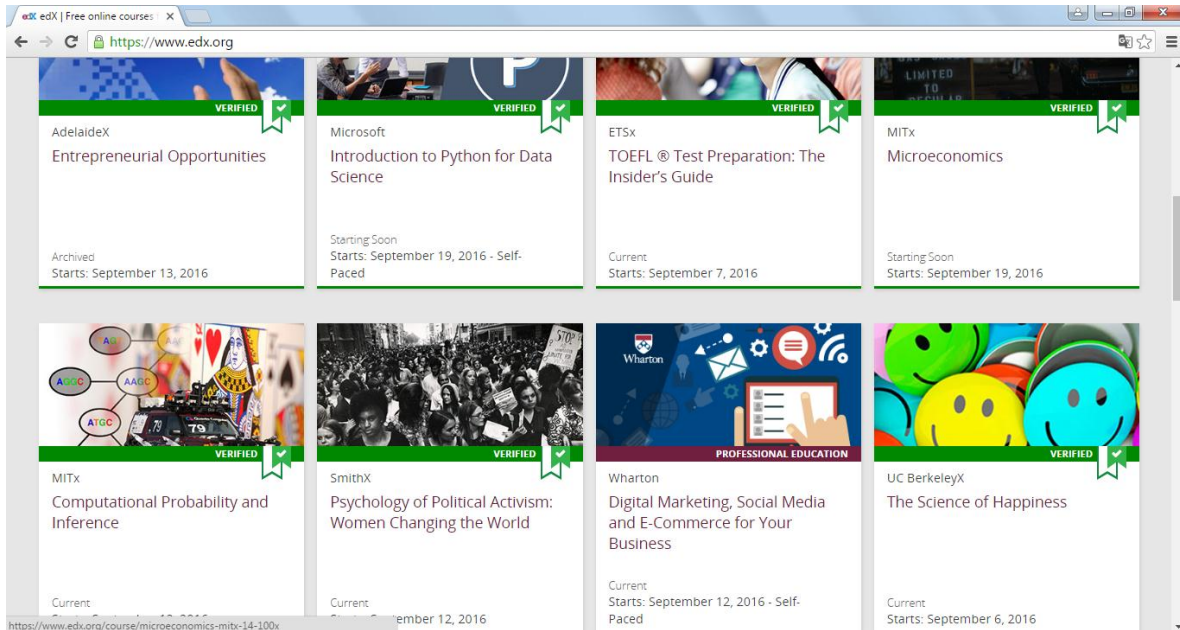 edX edX | Free online courses
https://www.edx.org
LIMITED
TO
REGULAR
P
VERIFIED
VERIFIED
VERIFIED
VERIFIED
AdelaideX
Entrepreneurial Opportunities
Archived
Starts: September 13, 2016
Microsoft
Introduction to Python for Data
Science
Starting Soon
Starts: September 19, 2016 - Self-
Paced
ETSx
TOEFL ® Test Preparation: The
Insider's Guide
Current
Starts: September 7, 2016
MITx
Microeconomics
Starting Soon
Starts: September 19, 2016
AAGC
ATGC
79
79
VERIFIED
MITx
Computational Probability and
Inference
Current
STOP
VERIFIED
SmithX
Psychology of Political Activism:
Women Changing the World
Current
12, 2016
Wharton
PROFESSIONAL EDUCATION
Wharton
Digital Marketing, Social Media
and E-Commerce for Your
Business
Current
Starts: September 12, 2016 - Self-
Paced
VERIFIED
UC BerkeleyX
The Science of Happiness
Current
Starts: September 6, 2016
https://www.edx.org/course/microeconomics-mitx-14-100x